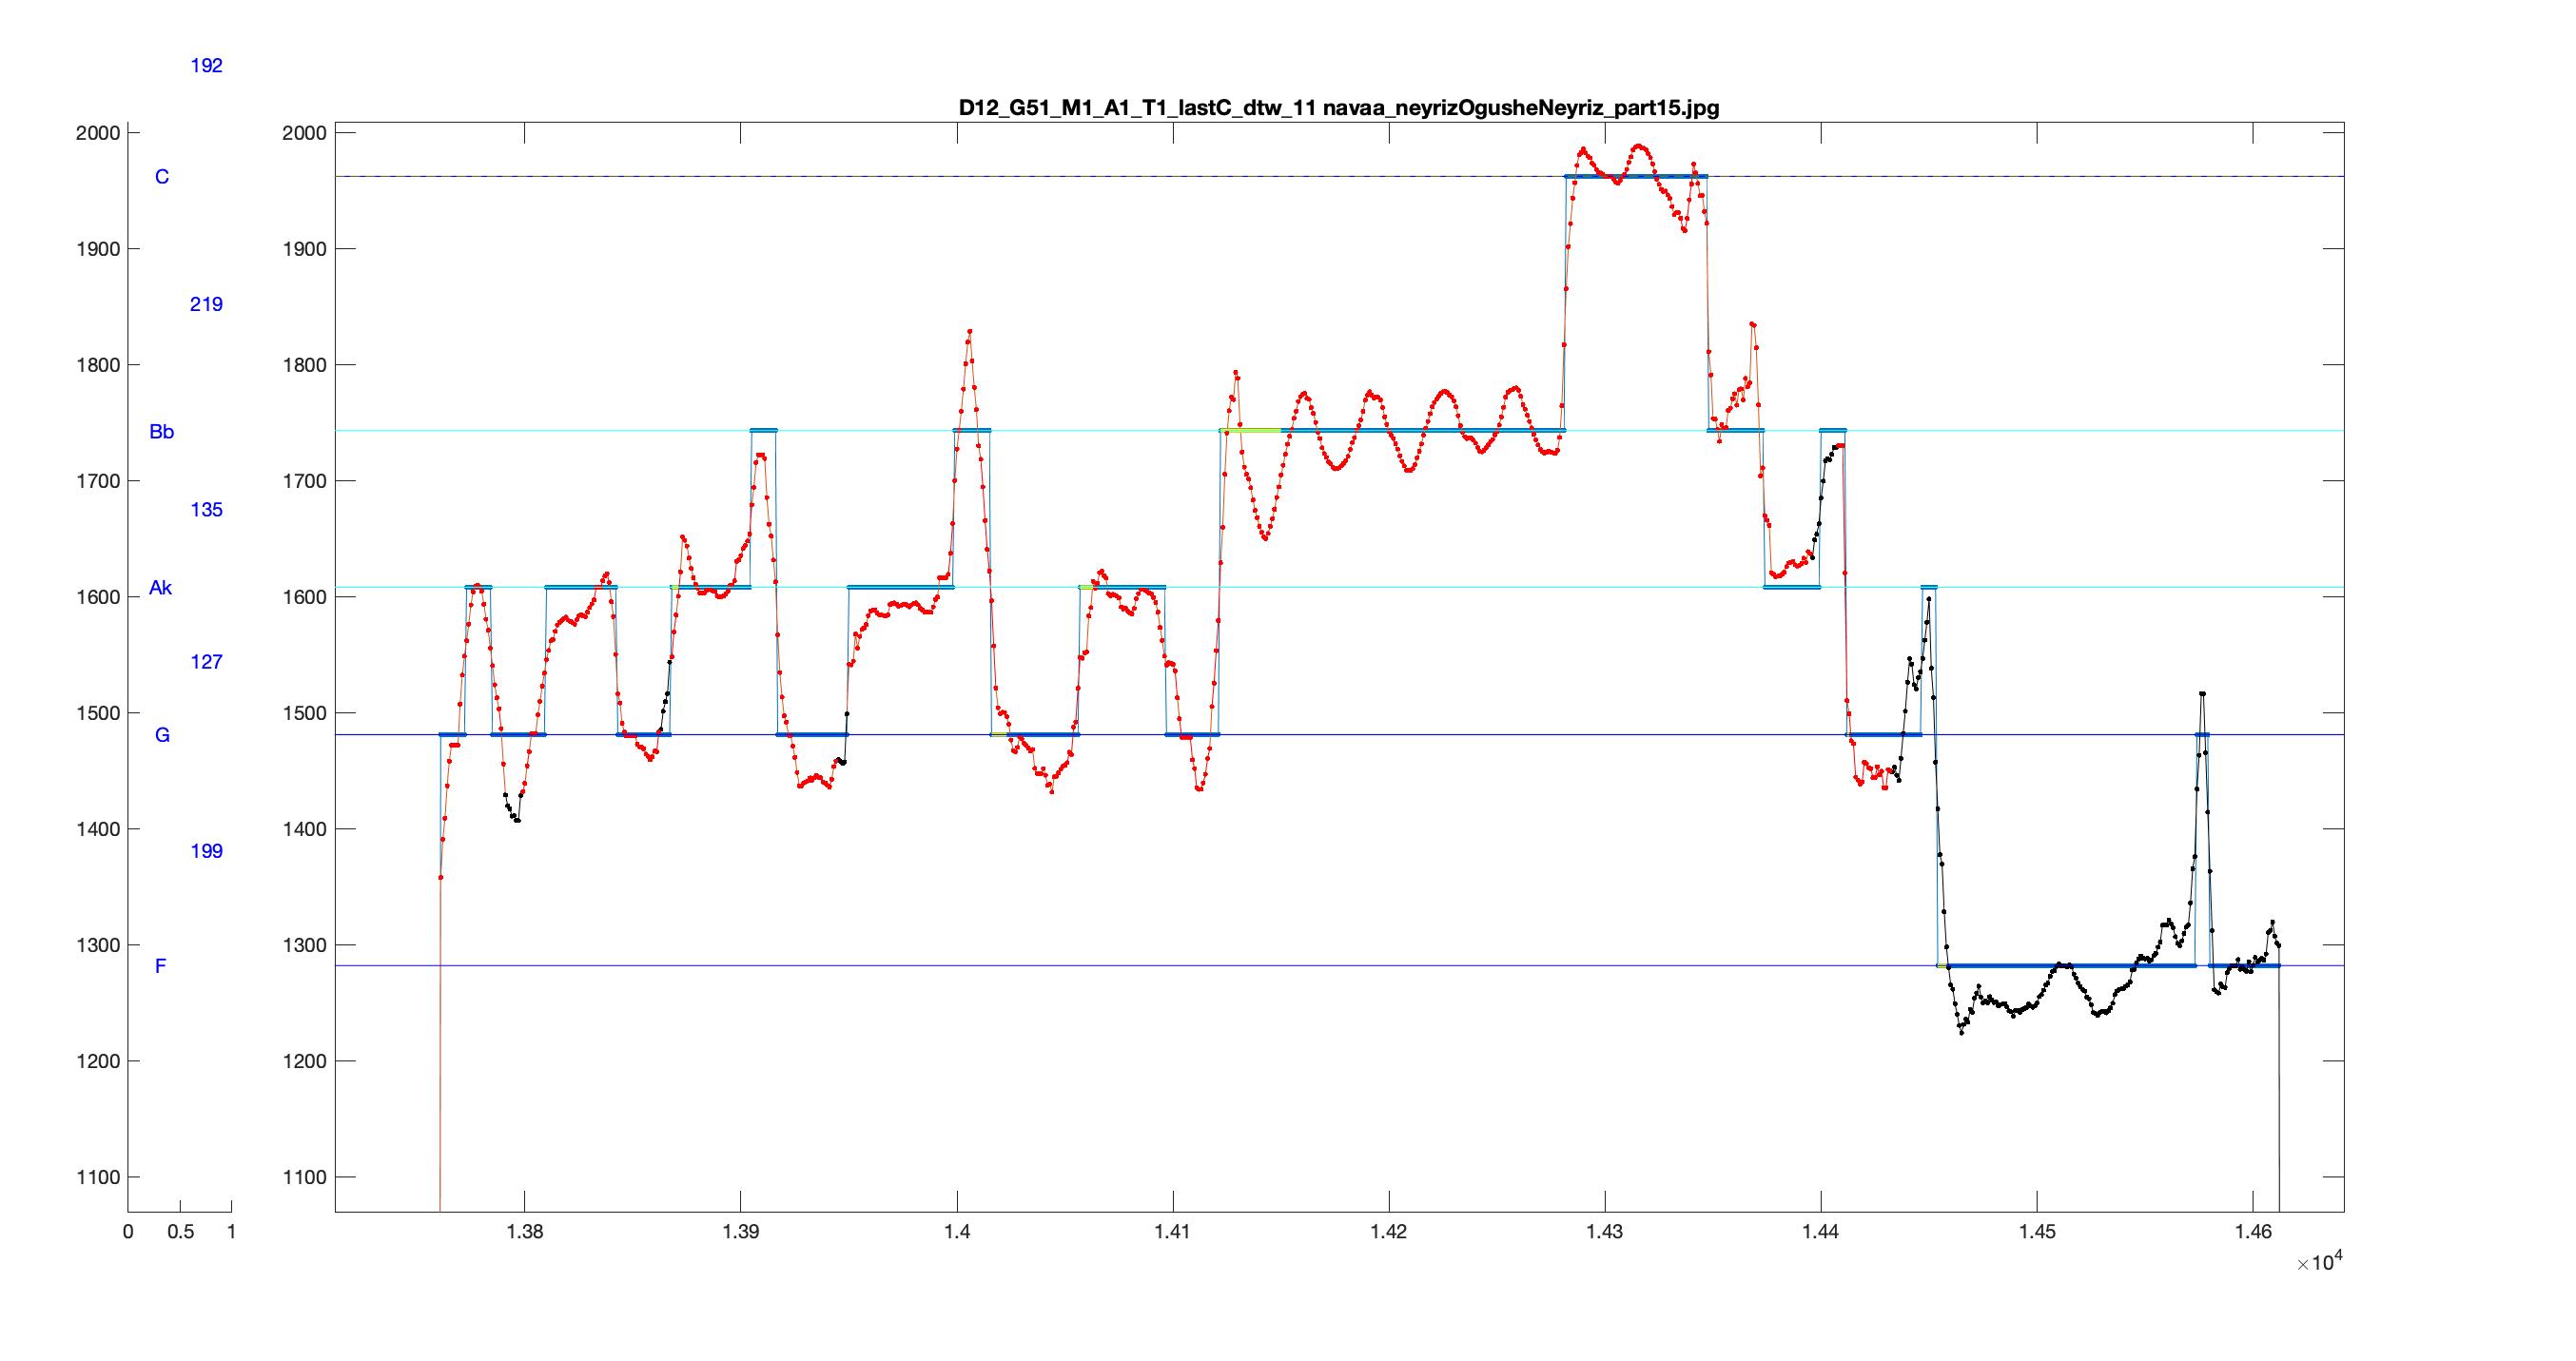 192
D12_G51_M1_A1_T1_lastC_dtw_11 navaa_neyrizOgusheNeyriz_part15.jpg
2000 2000
C
1900 1900
219
1800 1800
Bb
135
1700 1700
Ak
1600 1600
127
1500 1500
G
199
1400 1400
F
1300 1300
1200 1200
1100 1100
0 0.5 1 1.38 1.39 1.4 1.41 1.42 1.43 1.44 1.45 1.46
×10^4